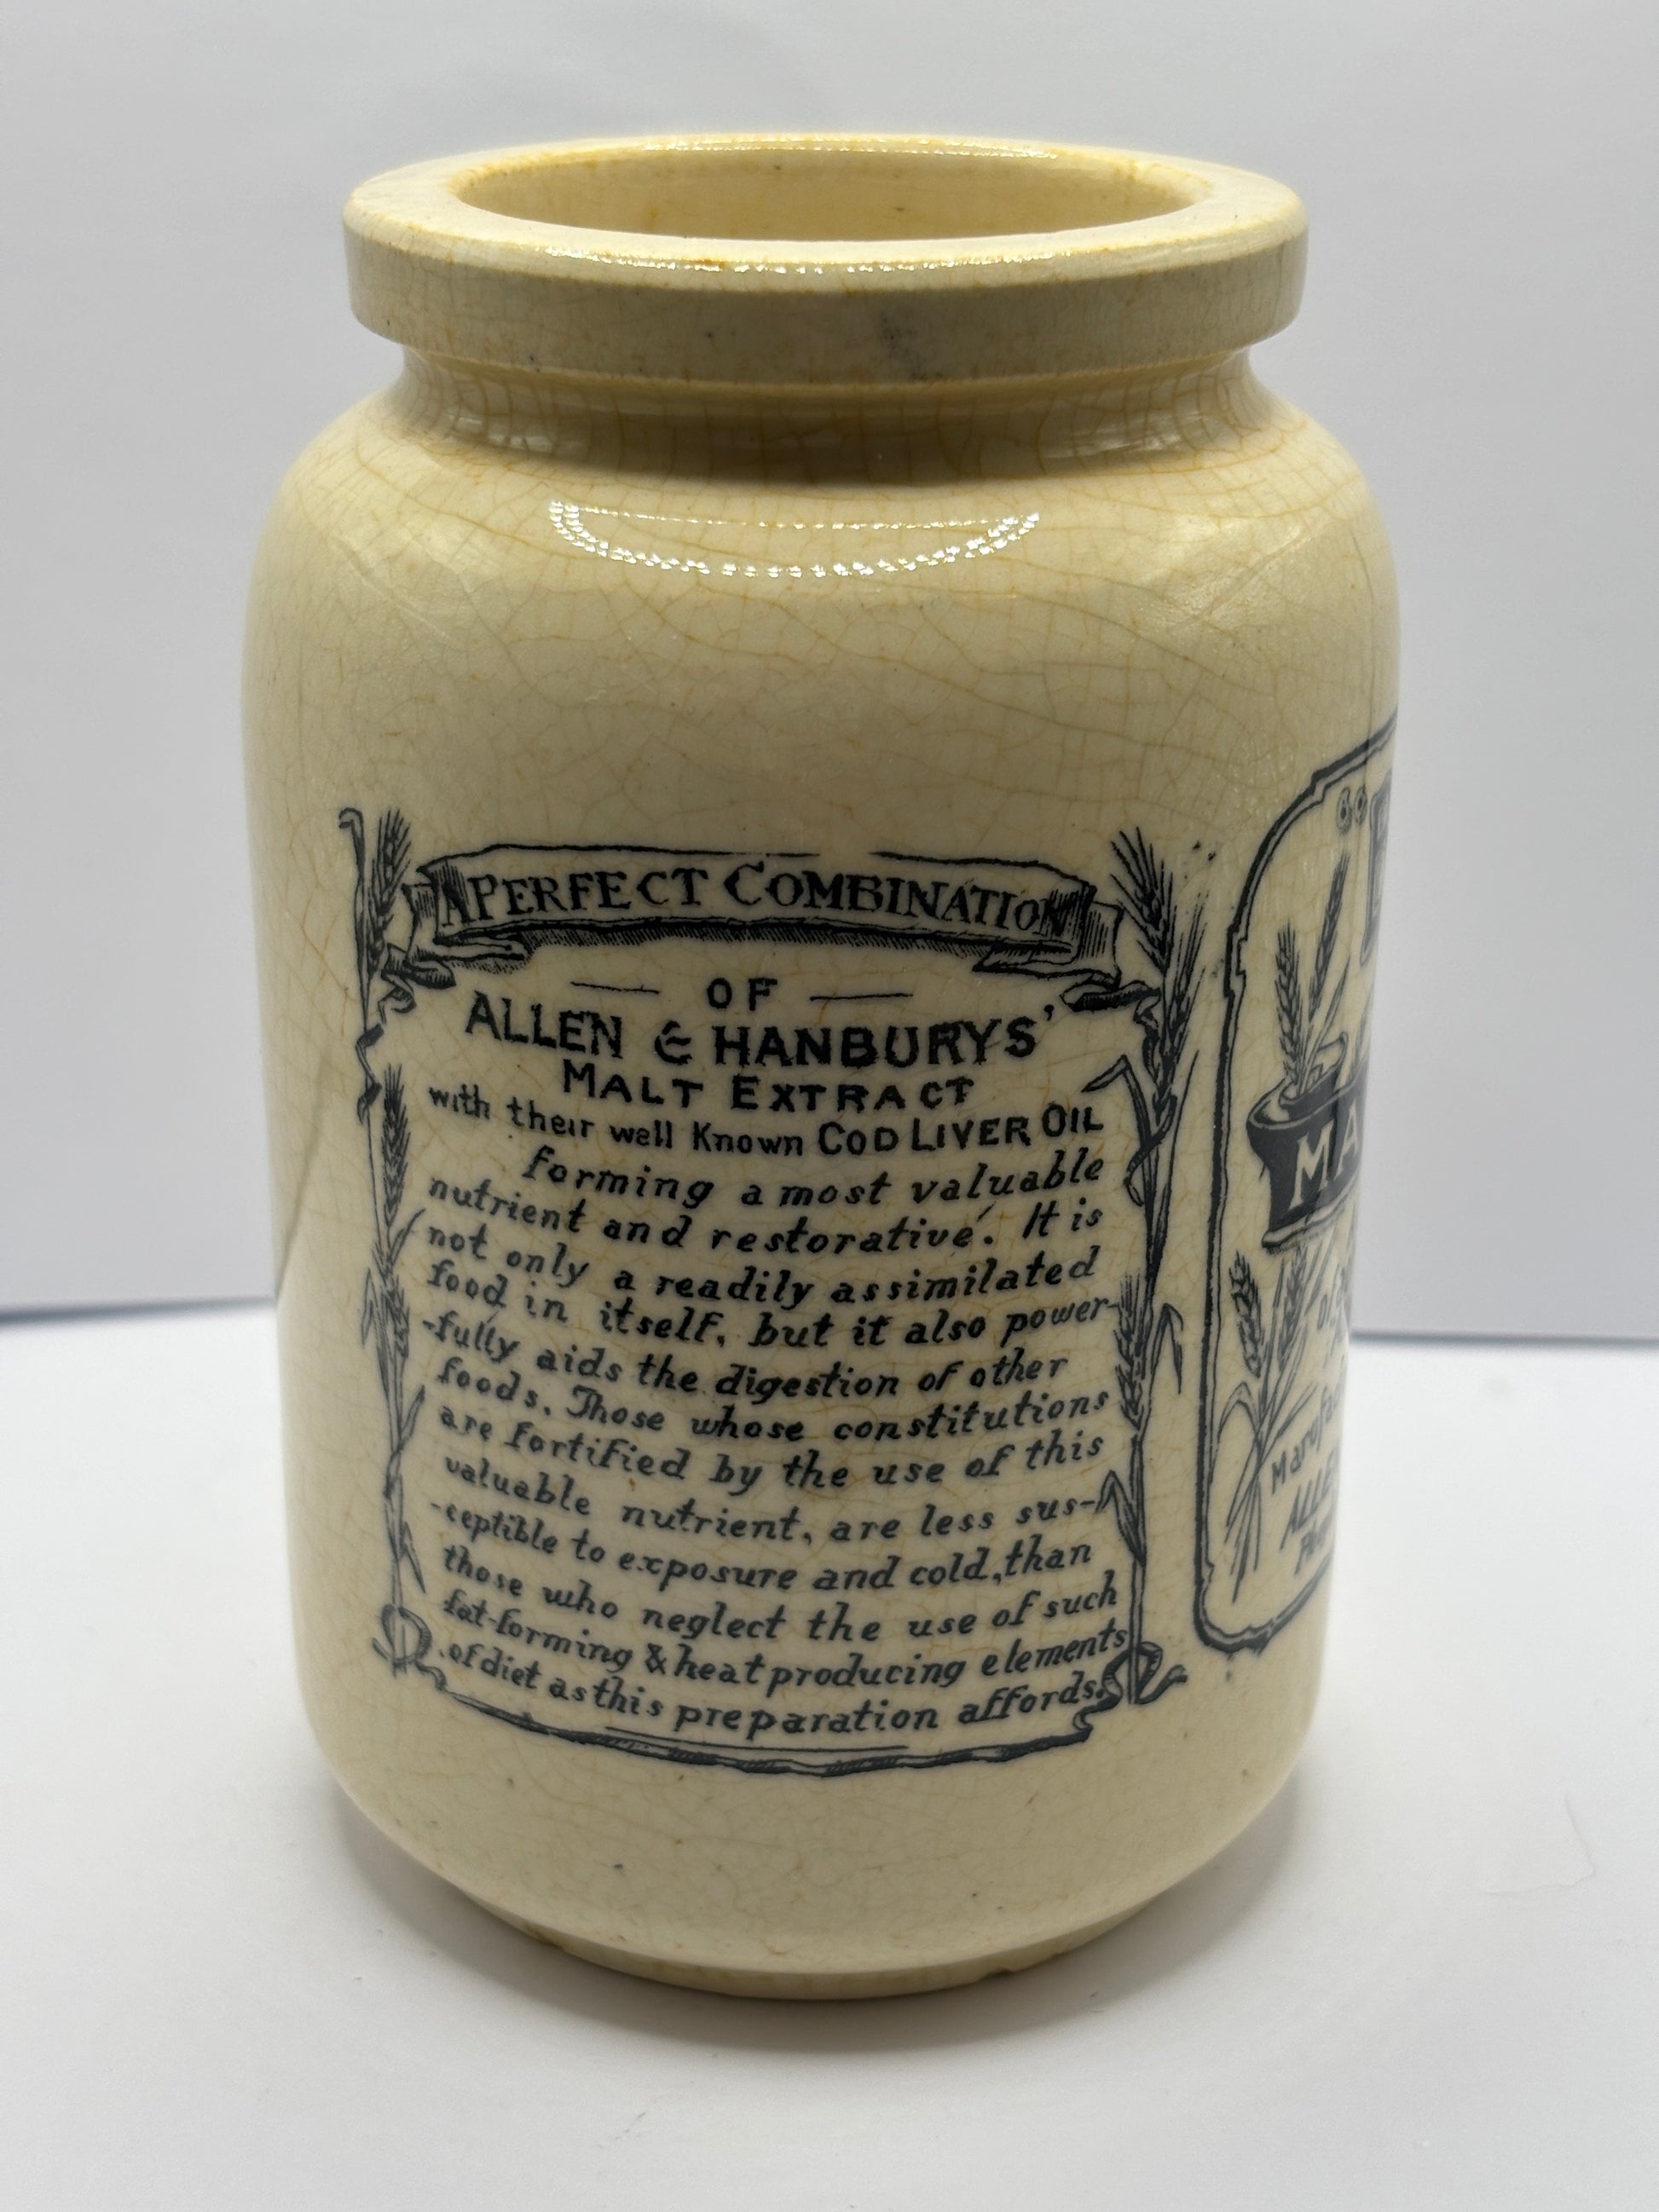 A PERFECT COMBINATION
OF
ALLEN & HANBURYS'
MALT EXTRACT
with their well Known COD LIVER OIL
forming a most valuable
nutrient and restorative. It is
not only a readily assimilated
food in itself, but it also power-
-fully aids the digestion of other
foods. Those whose constitutions
are fortified by the use of this
valuable nutrient, are less sus-
-ceptible to exposure and cold, than
those who neglect the use of such
fat-forming & heat producing elements
of diet as this preparation affords.
MA